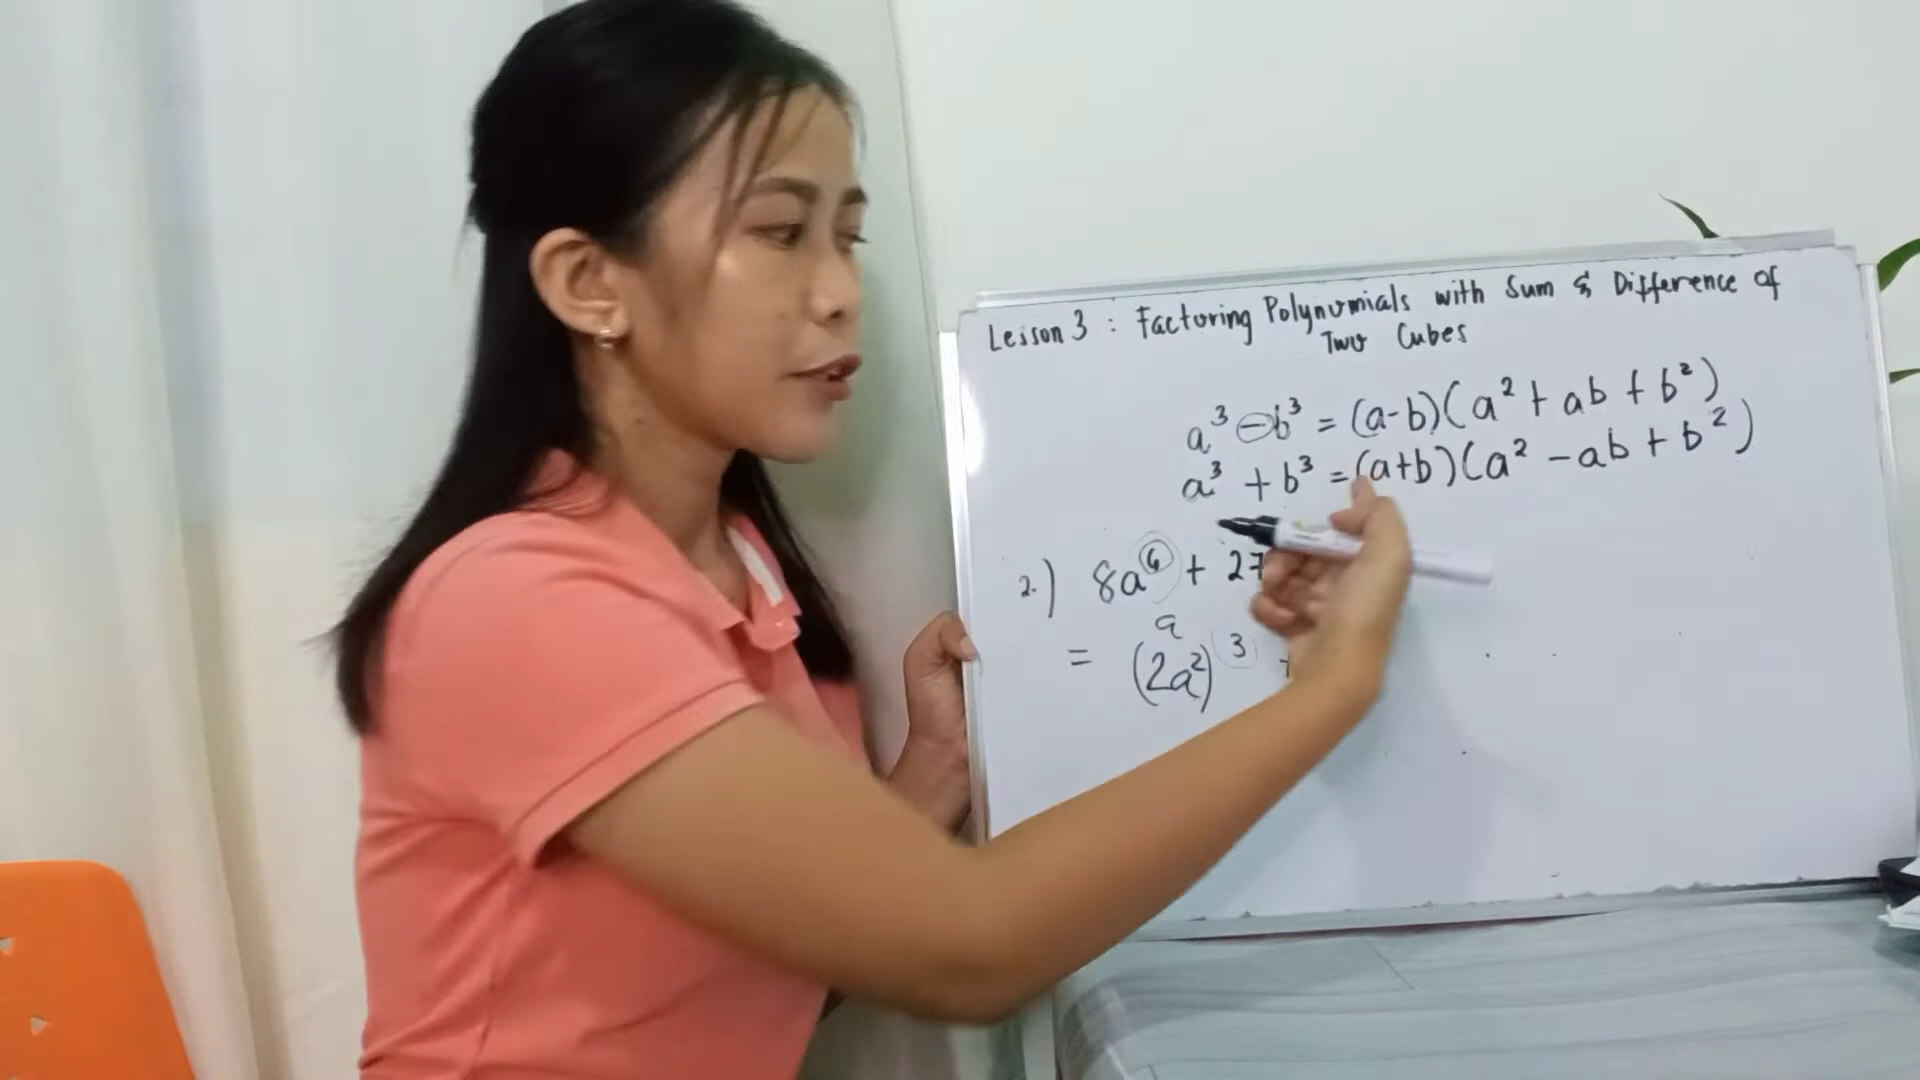 Lesson 3 : Factoring Polynomials with Sum & Difference of
Two Cubes
a³ - b³ = (a-b)(a² + ab + b²)
a³ + b³ = (a+b)(a² - ab + b²)
2.) 8a⁶ + 27
a
= (2a²)³ +